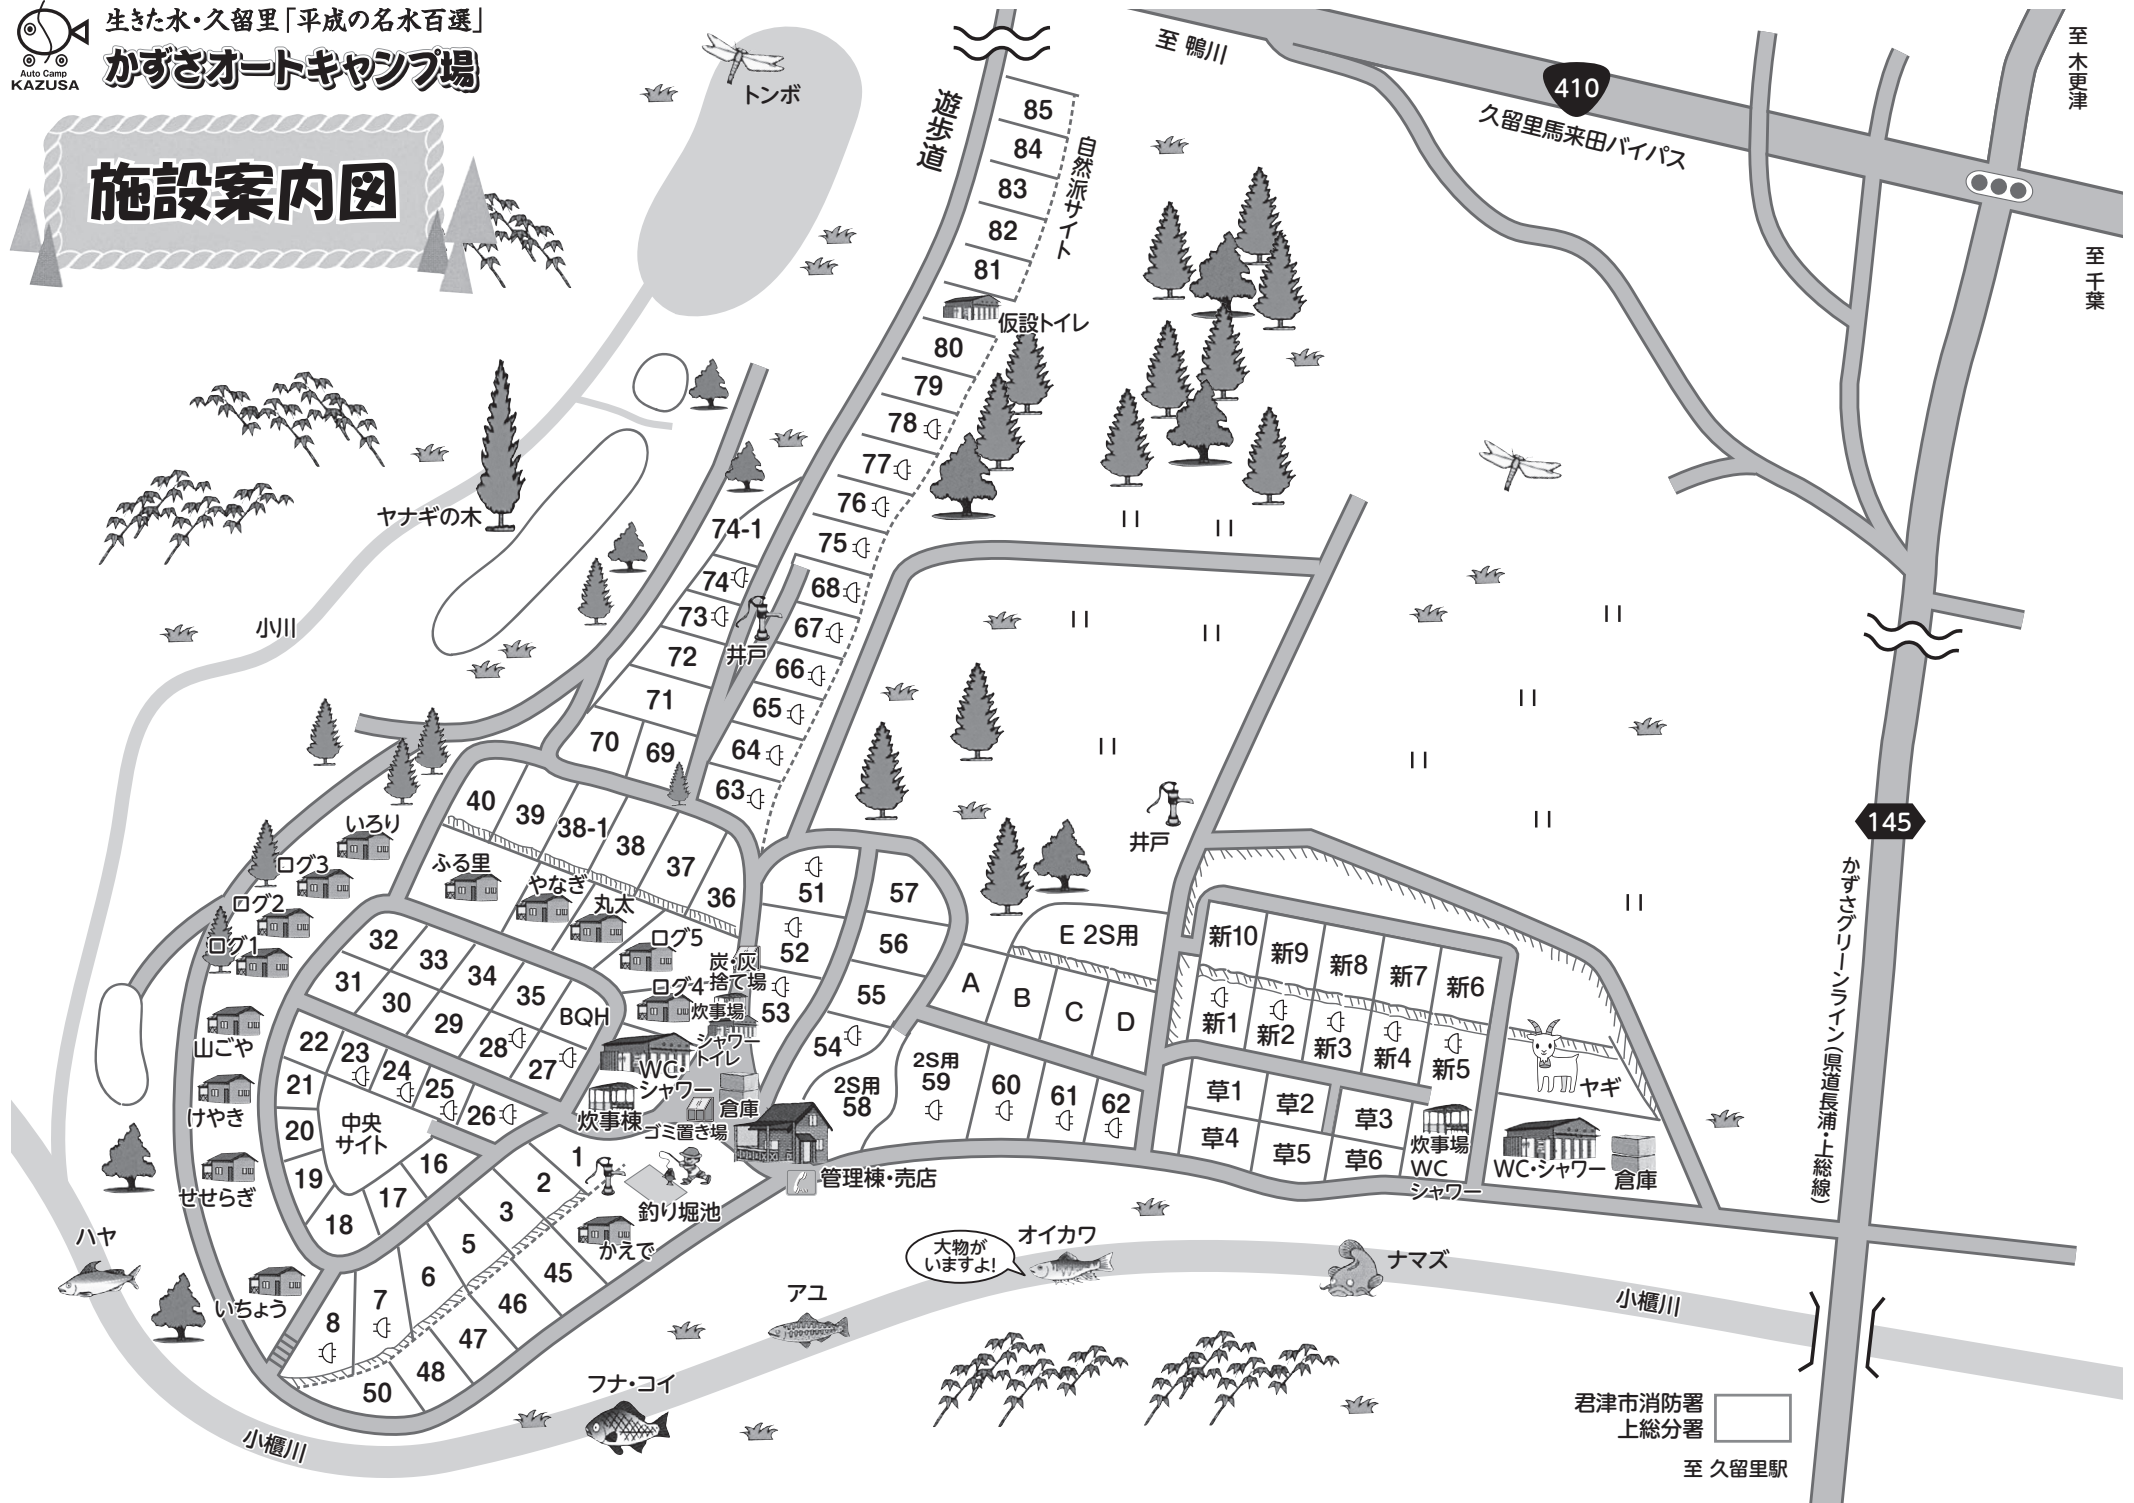 生きた水・久留里「平成の名水百選」
かずさオートキャンプ場
Auto Camp
KAZUSA
施設案内図
トンボ
遊歩道
至 鴨川
410
久留里馬来田バイパス
至 木更津
至 千葉
85
84
83
82
81
自然派サイト
仮設トイレ
80
79
78
77
76
75
ヤナギの木
小川
74-1
74
73
72
71
70
69
井戸
68
67
66
65
64
63
40
39
38-1
38
37
36
いろり
ログ3
ログ2
ログ1
ふる里
やなぎ
丸太
ログ5
ログ4
炭・灰
捨て場
炊事場
シャワー
トイレ
32
33
34
35
BQH
31
30
29
28
27
22
23
24
25
26
21
20
19
18
17
16
中央
サイト
山ごや
けやき
せせらぎ
いちょう
WC・
シャワー
炊事棟
ゴミ置き場
倉庫
管理棟・売店
釣り堀池
かえで
1
2
3
5
6
7
8
45
46
47
48
50
51
52
53
54
55
56
57
2S用
58
2S用
59
60
61
62
A
B
C
D
E 2S用
井戸
新10
新9
新8
新7
新6
新1
新2
新3
新4
新5
草1
草2
草3
草4
草5
草6
炊事場
WC
シャワー
ヤギ
WC・シャワー
倉庫
145
かずさグリーンライン（県道長浦・上総線）
ハヤ
アユ
フナ・コイ
大物が
いますよ!
オイカワ
ナマズ
小櫃川
小櫃川
君津市消防署
上総分署
至 久留里駅